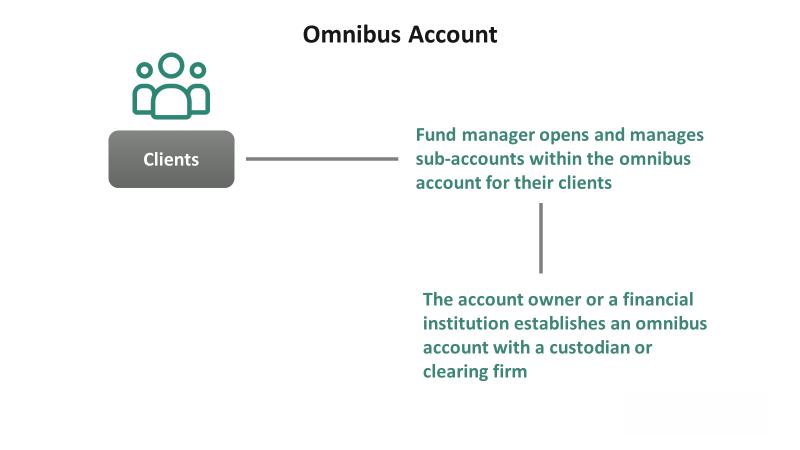 Omnibus Account
Clients
Fund manager opens and manages
sub-accounts within the omnibus
account for their clients
The account owner or a financial
institution establishes an omnibus
account with a custodian or
clearing firm